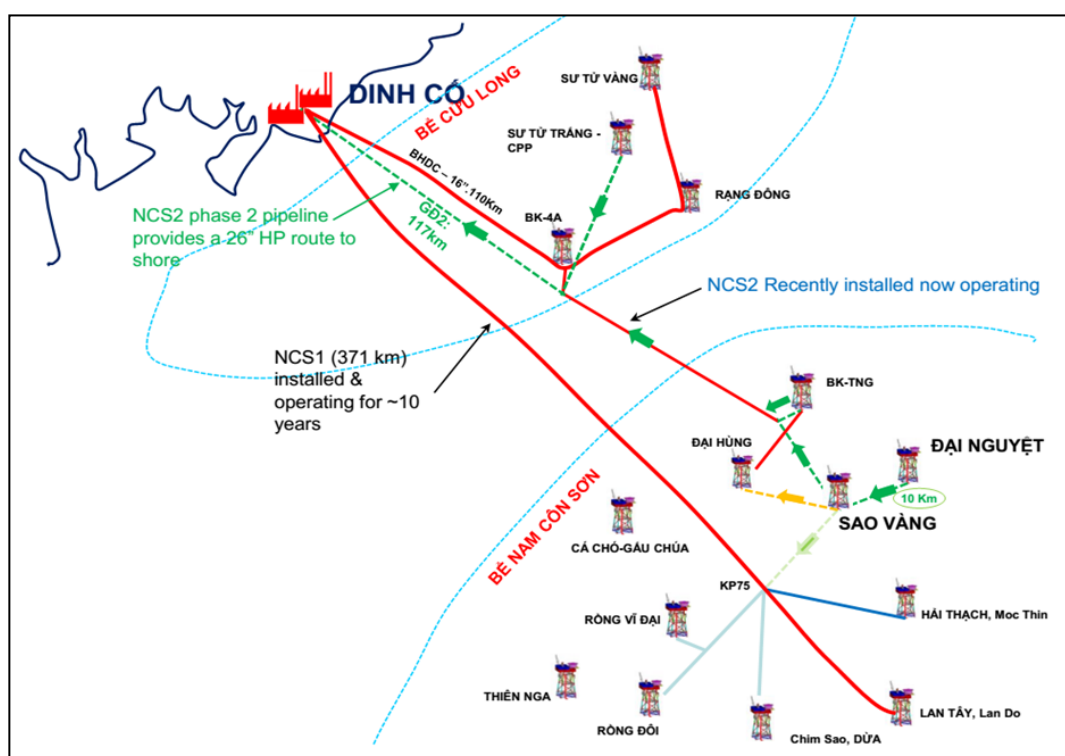 SƯ TỬ VÀNG
DINH CÓ
BỂ CỬU LONG
SƯ TỬ TRẮNG -
CPP
BHDC – 16".110Km
RẠNG ĐÔNG
NCS2 phase 2 pipeline
provides a 26" HP route to
shore
GĐ2:
117km
BK-4A
NCS2 Recently installed now operating
NCS1 (371 km)
installed &
operating for ~10
years
BK-TNG
ĐẠI HÙNG
ĐẠI NGUYỆT
10 Km
SAO VÀNG
BỂ NAM CÔN SƠN
CÁ CHÓ-GẤU CHÚA
KP75
HẢI THẠCH, Moc Thin
RỒNG VĨ ĐẠI
THIÊN NGA
RỒNG ĐÔI
Chim Sao, DỪA
LAN TÂY, Lan Do